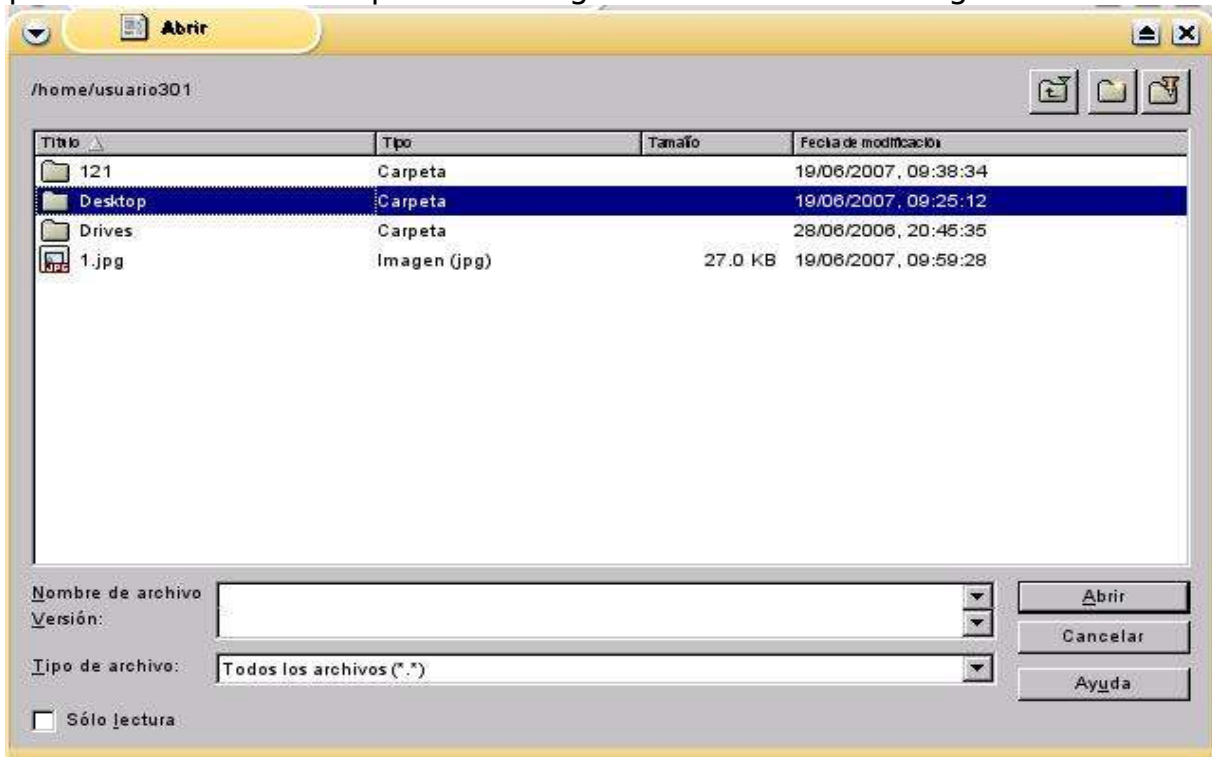 Abrir
/home/usuario301
Título Tipo Tamaño Fecha de modificación
121 Carpeta 19/06/2007, 09:38:34
Desktop Carpeta 19/06/2007, 09:25:12
Drives Carpeta 28/06/2006, 20:45:35
1.jpg Imagen (jpg) 27.0 KB 19/06/2007, 09:59:28
Nombre de archivo
Abrir
Versión:
Cancelar
Tipo de archivo: Todos los archivos (*.*)
Ayuda
Sólo lectura